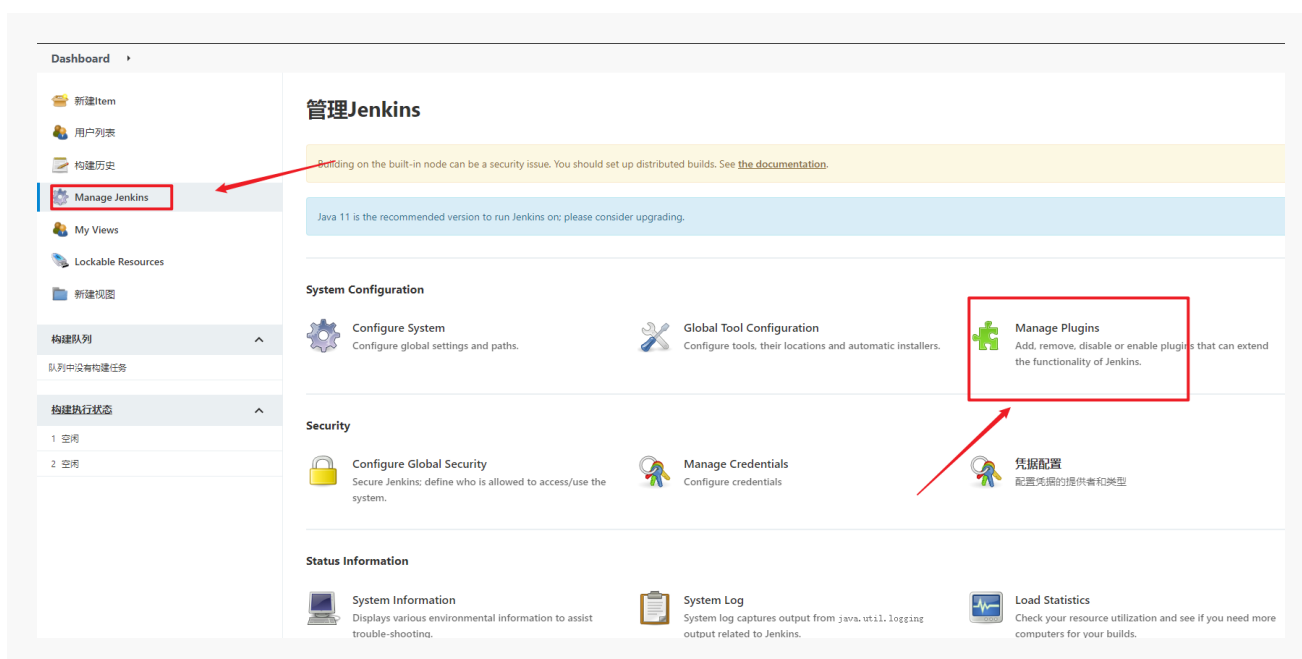 Dashboard
新建Item
用户列表
构建历史
Manage Jenkins
My Views
Lockable Resources
新建视图
构建队列
队列中没有构建任务
构建执行状态
1 空闲
2 空闲
管理Jenkins
Building on the built-in node can be a security issue. You should set up distributed builds. See the documentation.
Java 11 is the recommended version to run Jenkins on; please consider upgrading.
System Configuration
Configure System
Configure global settings and paths.
Global Tool Configuration
Configure tools, their locations and automatic installers.
Manage Plugins
Add, remove, disable or enable plugins that can extend
the functionality of Jenkins.
Security
Configure Global Security
Secure Jenkins; define who is allowed to access/use the
system.
Manage Credentials
Configure credentials
凭据配置
配置凭据的提供者和类型
Status Information
System Information
Displays various environmental information to assist
trouble-shooting.
System Log
System log captures output from java.util.logging
output related to Jenkins.
Load Statistics
Check your resource utilization and see if you need more
computers for your builds.